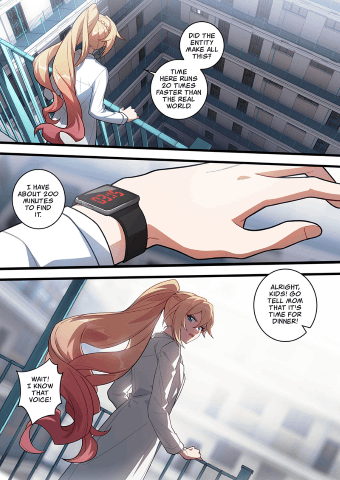 DID THE
ENTITY
MAKE ALL
THIS?
TIME
HERE RUNS
20 TIMES
FASTER THAN
THE REAL
WORLD.
I HAVE
ABOUT 200
MINUTES
TO FIND
IT.
ALRIGHT,
KIDS! GO
TELL MOM
THAT IT'S
TIME FOR
DINNER!
WAIT!
I KNOW
THAT
VOICE!